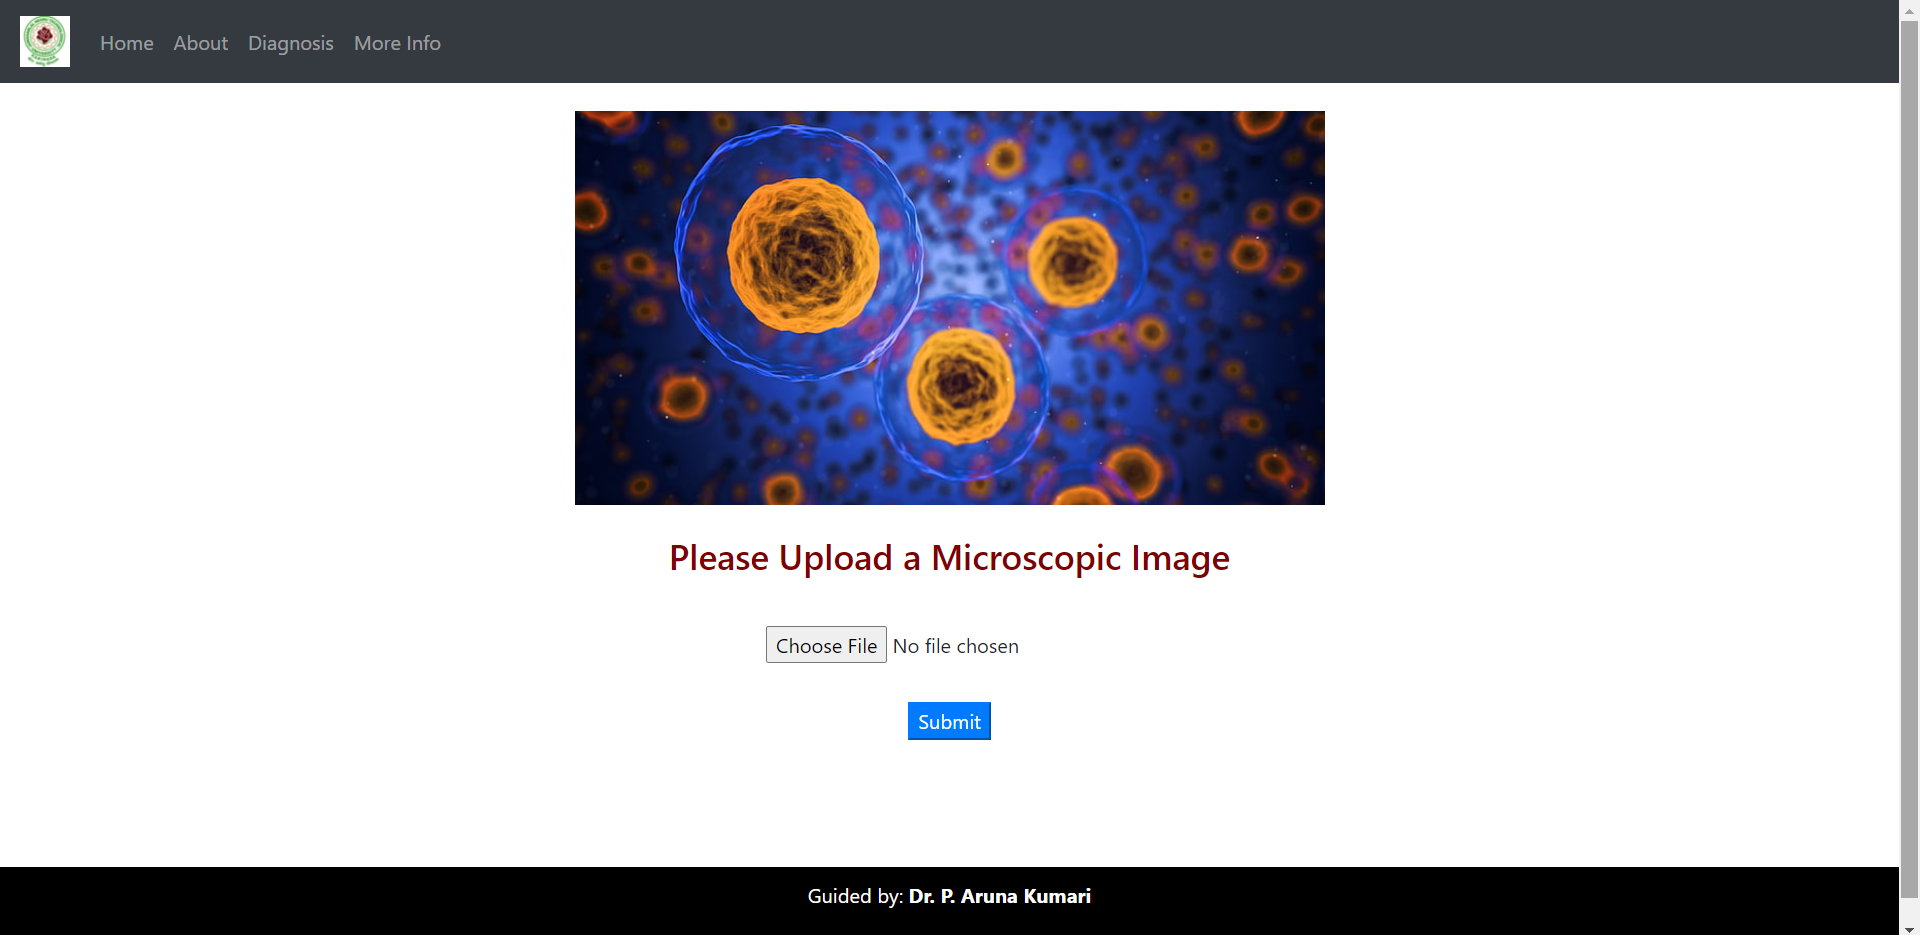 Home About Diagnosis More Info
Please Upload a Microscopic Image
Choose File No file chosen
Submit
Guided by: Dr. P. Aruna Kumari